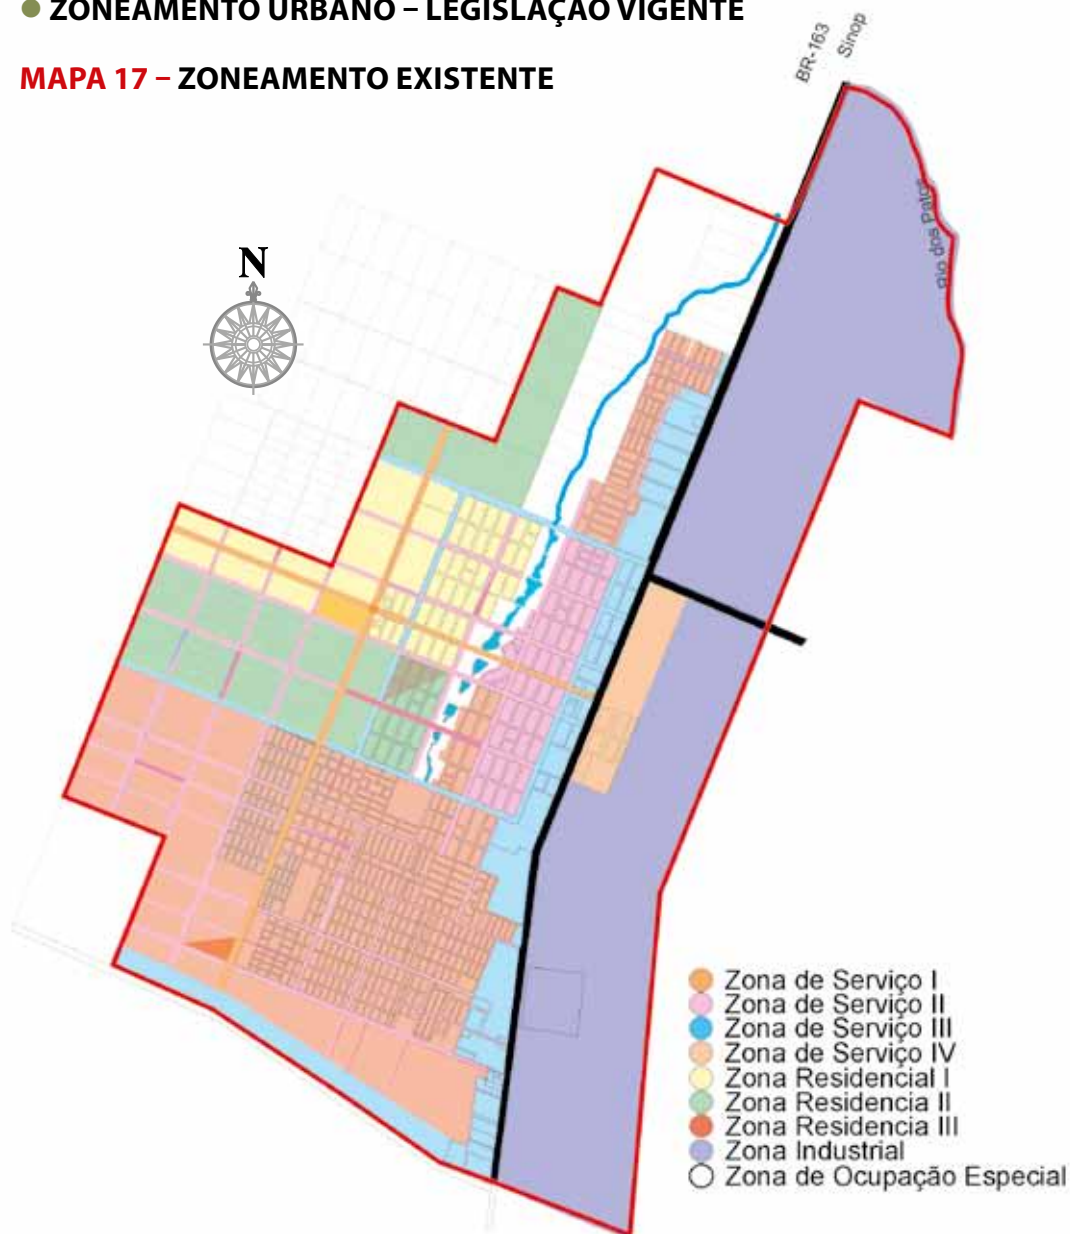 ● ZONEAMENTO URBANO – LEGISLAÇÃO VIGENTE
MAPA 17 – ZONEAMENTO EXISTENTE
BR-163
Sinop
Rio dos Patos
N
Zona de Serviço I
Zona de Serviço II
Zona de Serviço III
Zona de Serviço IV
Zona Residencial I
Zona Residencia II
Zona Residencia III
Zona Industrial
Zona de Ocupação Especial